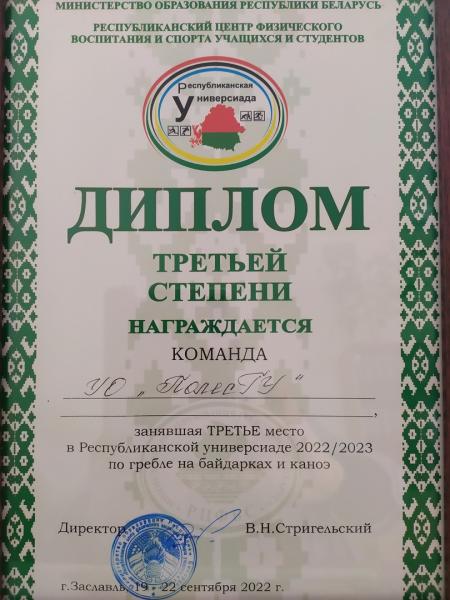 МИНИСТЕРСТВО ОБРАЗОВАНИЯ РЕСПУБЛИКИ БЕЛАРУСЬ
РЕСПУБЛИКАНСКИЙ ЦЕНТР ФИЗИЧЕСКОГО
ВОСПИТАНИЯ И СПОРТА УЧАЩИХСЯ И СТУДЕНТОВ
Республиканская
Универсиада
ДИПЛОМ
ТРЕТЬЕЙ
СТЕПЕНИ
НАГРАЖДАЕТСЯ
КОМАНДА
УО „ПолесГУ"
занявшая ТРЕТЬЕ место
в Республиканской универсиаде 2022/2023
по гребле на байдарках и каноэ
Директор В.Н.Стригельский
г.Заславль, 19 - 22 сентября 2022 г.